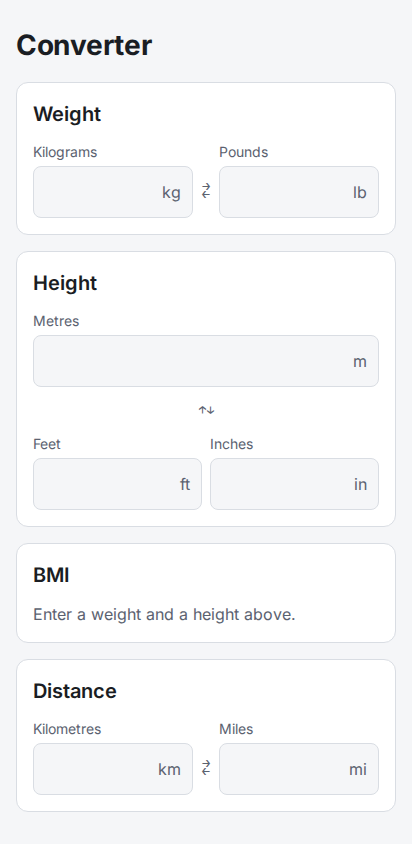 Converter
Weight
Kilograms Pounds
kg ⇄ lb
Height
Metres
m
↑↓
Feet Inches
ft in
BMI
Enter a weight and a height above.
Distance
Kilometres Miles
km ⇄ mi